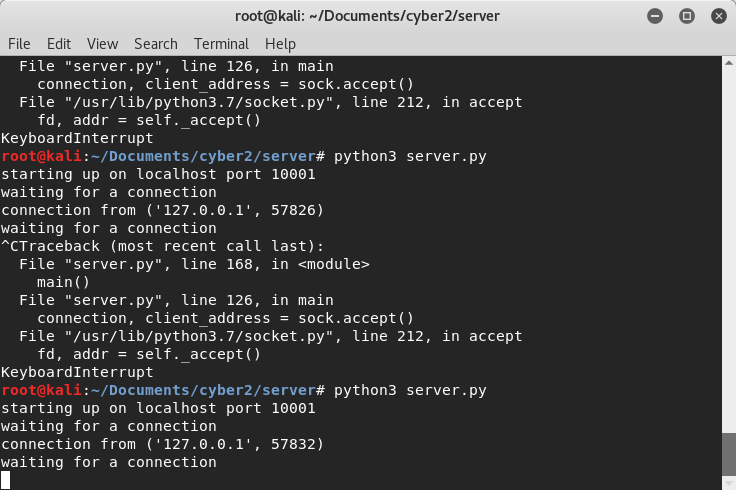 root@kali: ~/Documents/cyber2/server
File Edit View Search Terminal Help
  File "server.py", line 126, in main
    connection, client_address = sock.accept()
  File "/usr/lib/python3.7/socket.py", line 212, in accept
    fd, addr = self._accept()
KeyboardInterrupt
root@kali:~/Documents/cyber2/server# python3 server.py
starting up on localhost port 10001
waiting for a connection
connection from ('127.0.0.1', 57826)
waiting for a connection
^CTraceback (most recent call last):
  File "server.py", line 168, in <module>
    main()
  File "server.py", line 126, in main
    connection, client_address = sock.accept()
  File "/usr/lib/python3.7/socket.py", line 212, in accept
    fd, addr = self._accept()
KeyboardInterrupt
root@kali:~/Documents/cyber2/server# python3 server.py
starting up on localhost port 10001
waiting for a connection
connection from ('127.0.0.1', 57832)
waiting for a connection